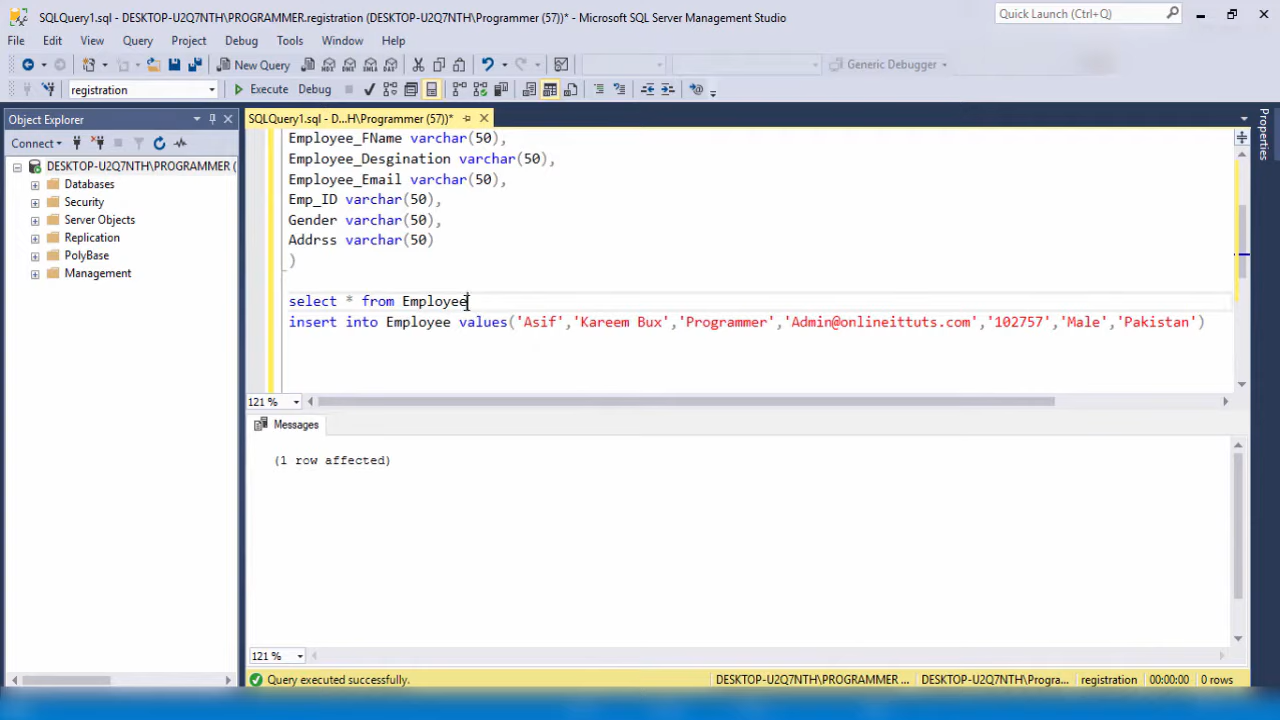 SQLQuery1.sql - DESKTOP-U2Q7NTH\PROGRAMMER.registration (DESKTOP-U2Q7NTH\Programmer (57))* - Microsoft SQL Server Management Studio
Quick Launch (Ctrl+Q)
File Edit View Query Project Debug Tools Window Help
New Query
Generic Debugger
registration
Execute Debug
Object Explorer
SQLQuery1.sql - D...H\Programmer (57))*
Properties
Connect
DESKTOP-U2Q7NTH\PROGRAMMER (
Databases
Security
Server Objects
Replication
PolyBase
Management
Employee_FName varchar(50),
Employee_Desgination varchar(50),
Employee_Email varchar(50),
Emp_ID varchar(50),
Gender varchar(50),
Addrss varchar(50)
)
select * from Employee
insert into Employee values('Asif','Kareem Bux','Programmer','Admin@onlineittuts.com','102757','Male','Pakistan')
121 %
Messages
(1 row affected)
121 %
Query executed successfully.
DESKTOP-U2Q7NTH\PROGRAMMER ...
DESKTOP-U2Q7NTH\Progra...
registration
00:00:00
0 rows